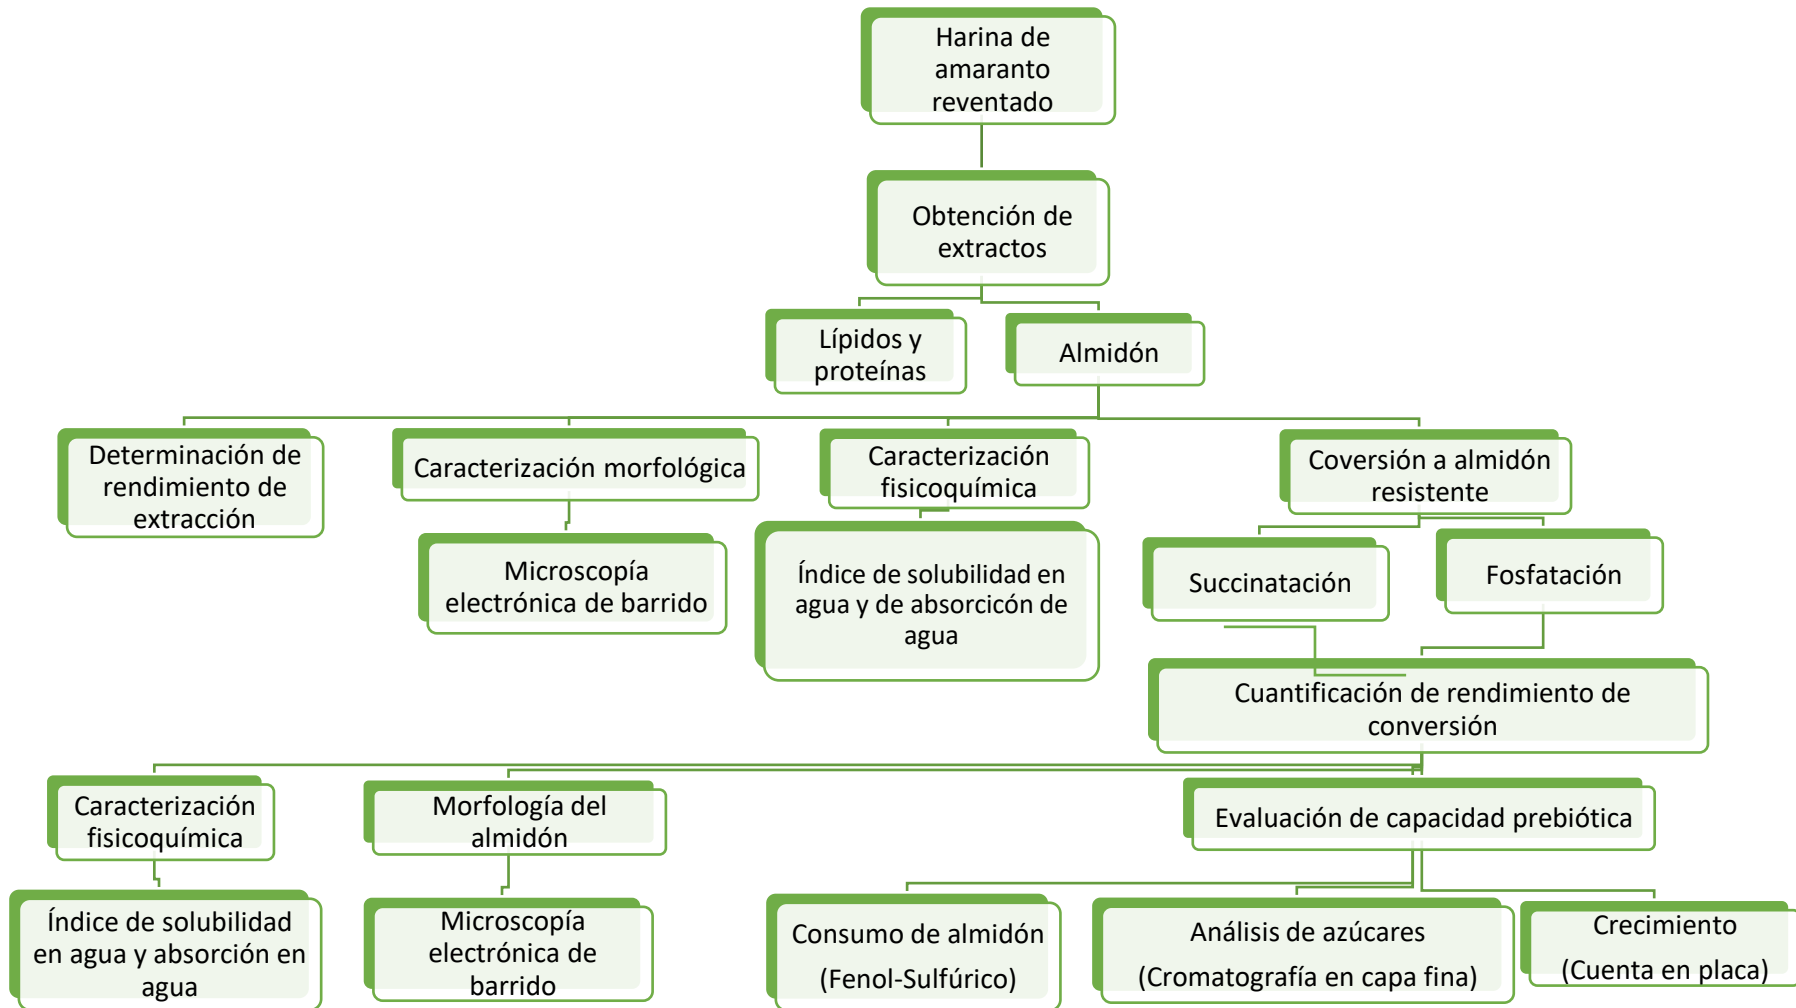 Harina de
amaranto
reventado
Obtención de
extractos
Lípidos y
proteínas
Almidón
Determinación de
rendimiento de
extracción
Caracterización morfológica
Caracterización
fisicoquímica
Coversión a almidón
resistente
Microscopía
electrónica de barrido
Índice de solubilidad en
agua y de absorcicón de
agua
Succinatación
Fosfatación
Cuantificación de rendimiento de
conversión
Caracterización
fisicoquímica
Morfología del
almidón
Evaluación de capacidad prebiótica
Índice de solubilidad
en agua y absorción en
agua
Microscopía
electrónica de
barrido
Consumo de almidón
(Fenol-Sulfúrico)
Análisis de azúcares
(Cromatografía en capa fina)
Crecimiento
(Cuenta en placa)